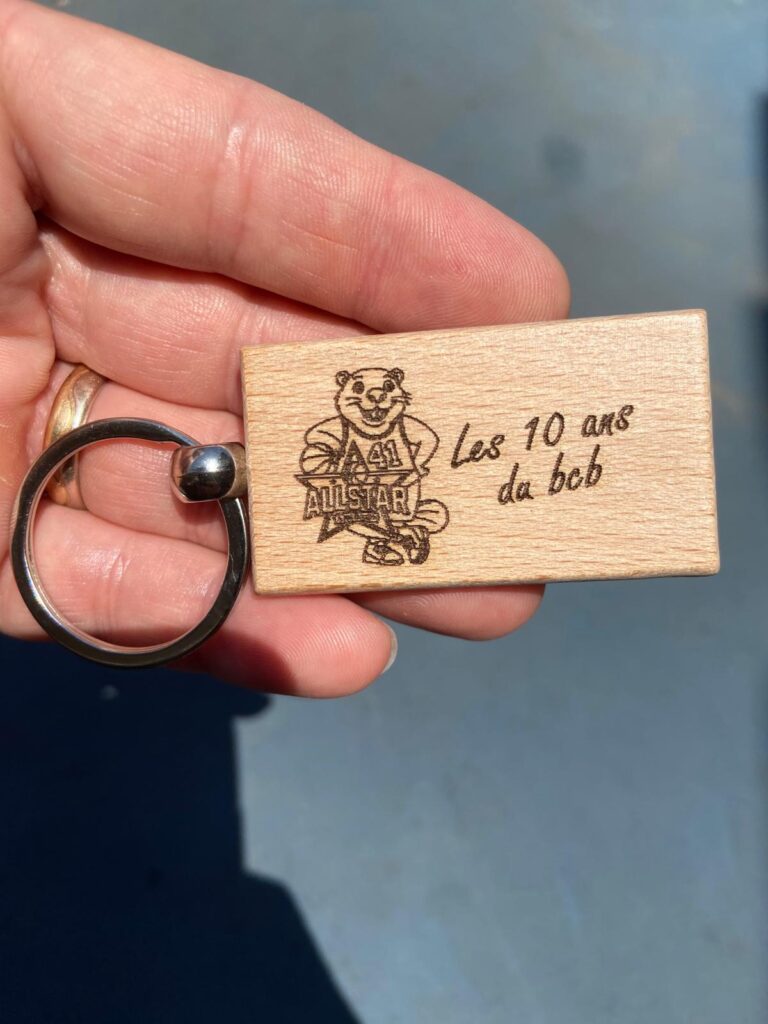 41
ALLSTAR
Les 10 ans
du bcb